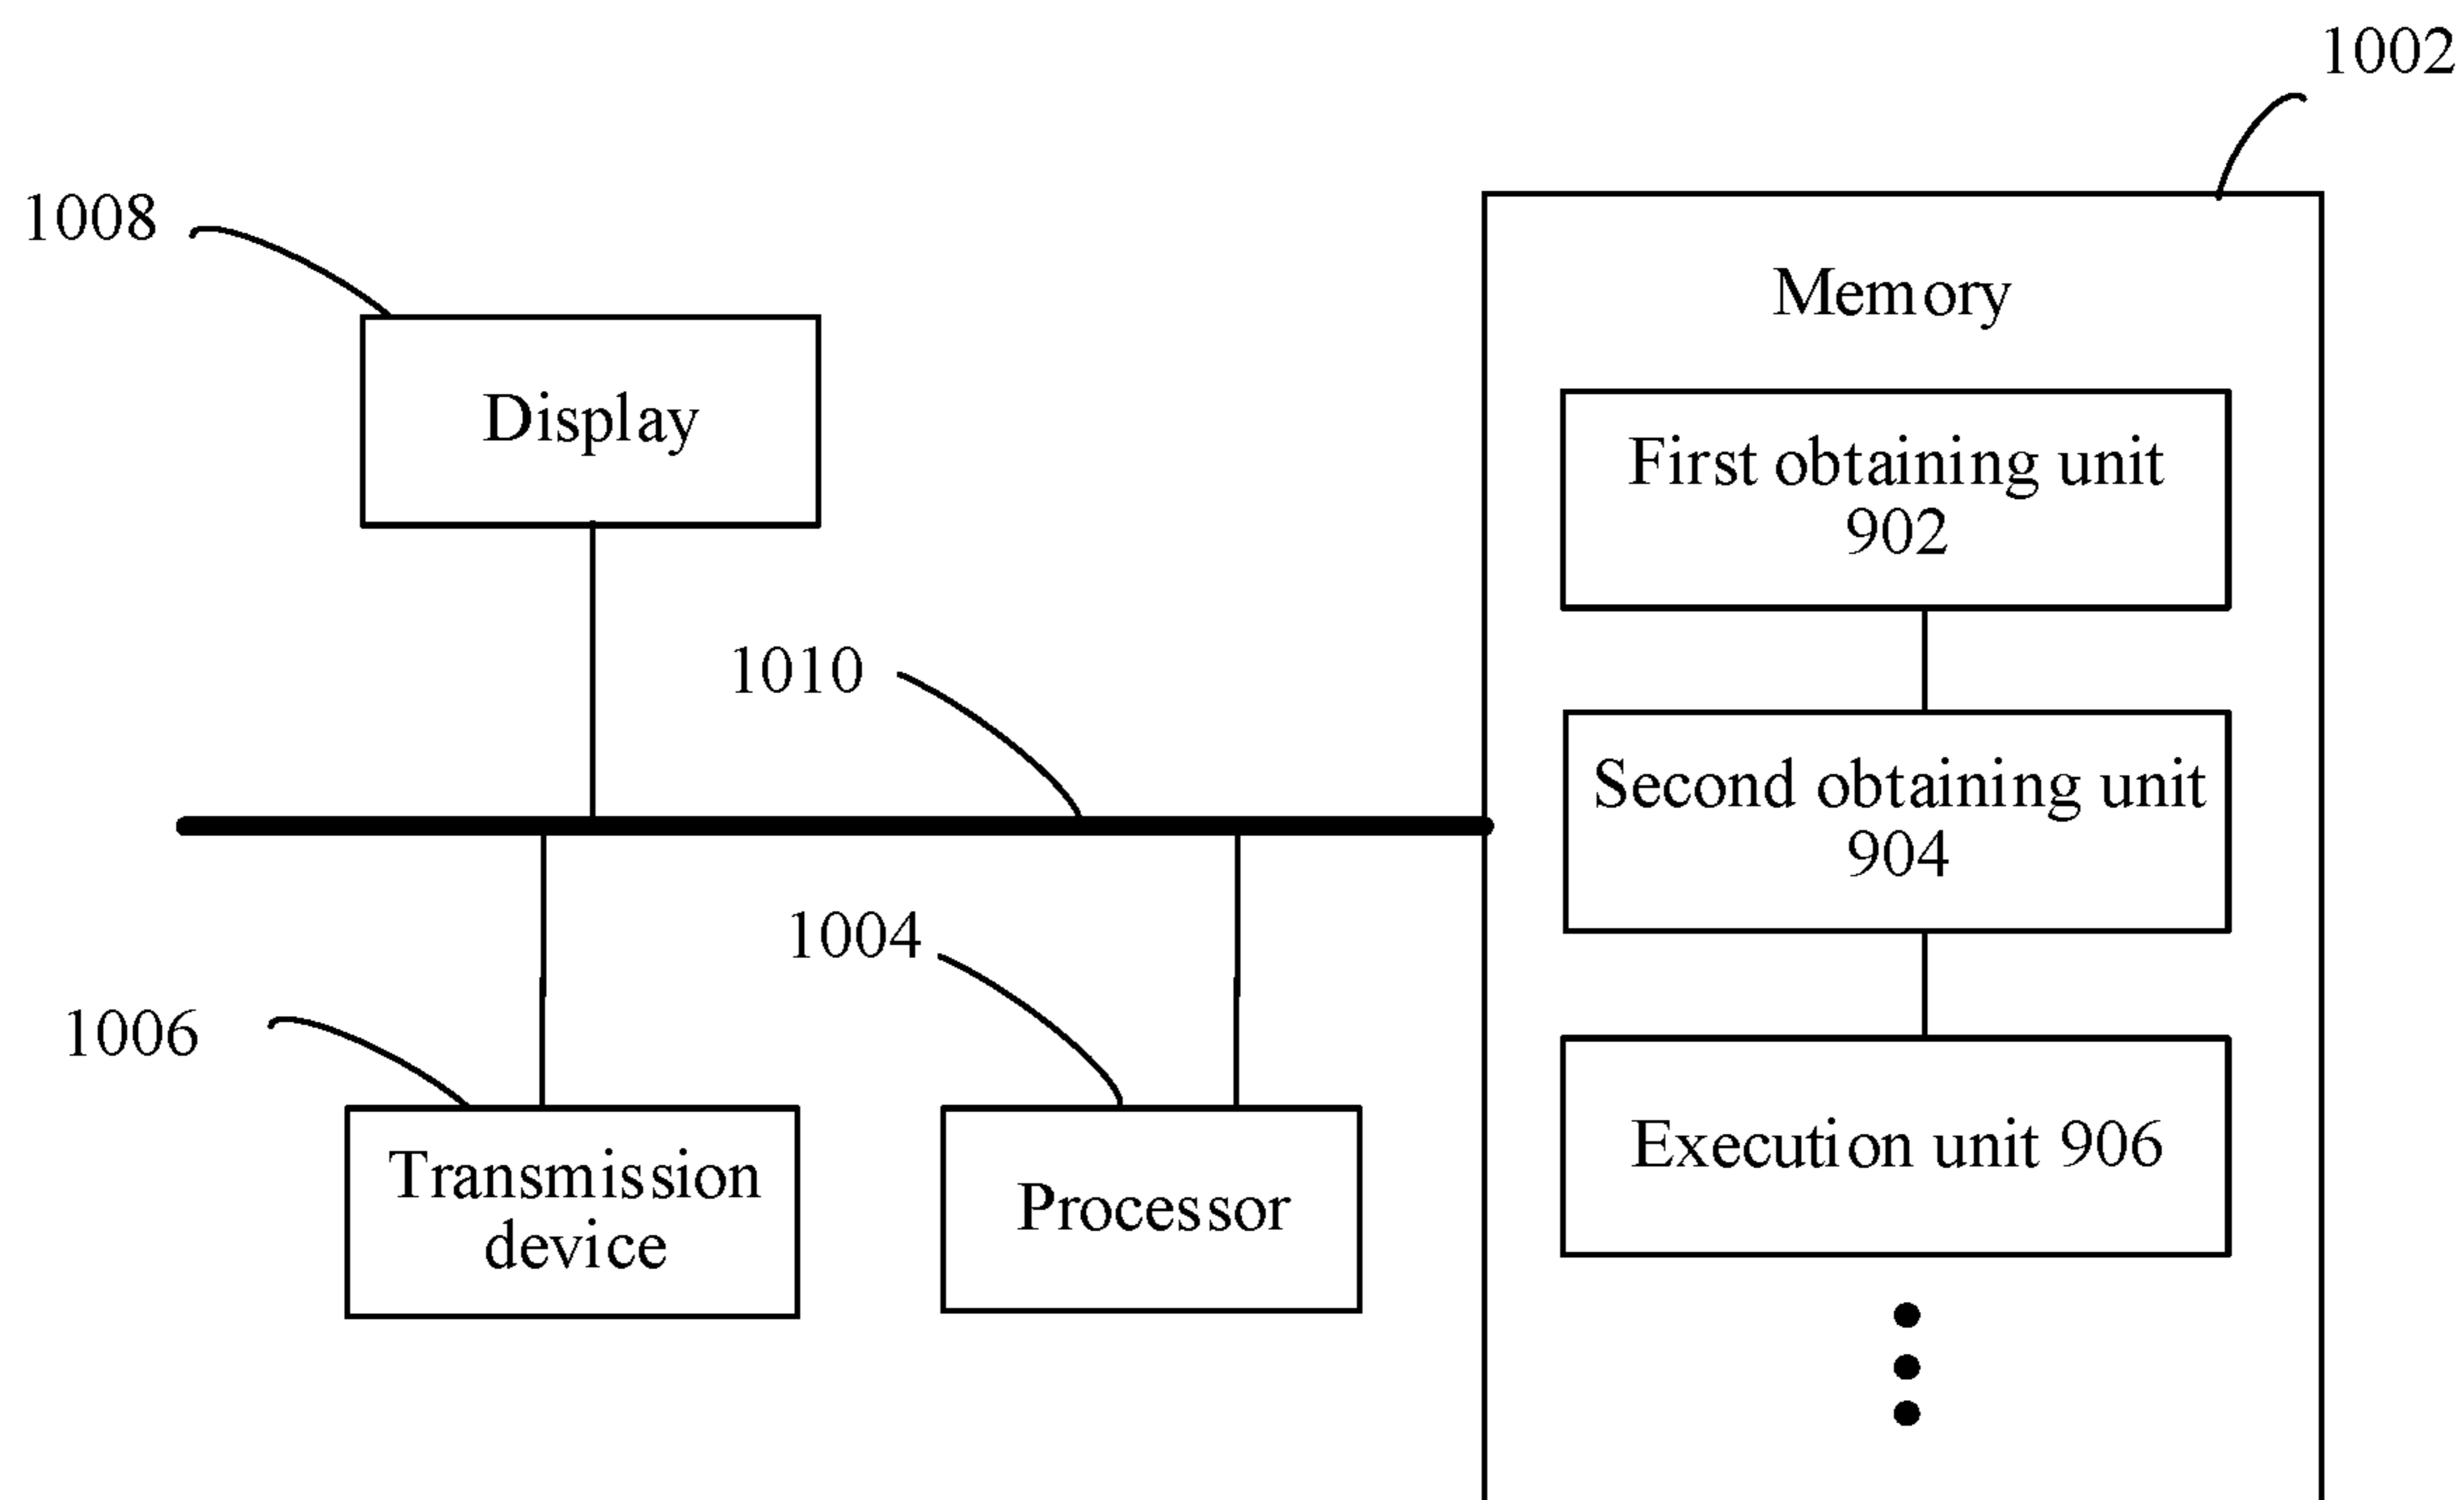 1002
1008
Memory
Display
First obtaining unit
902
1010
Second obtaining unit
904
1004
1006
Execution unit 906
Transmission
device
Processor